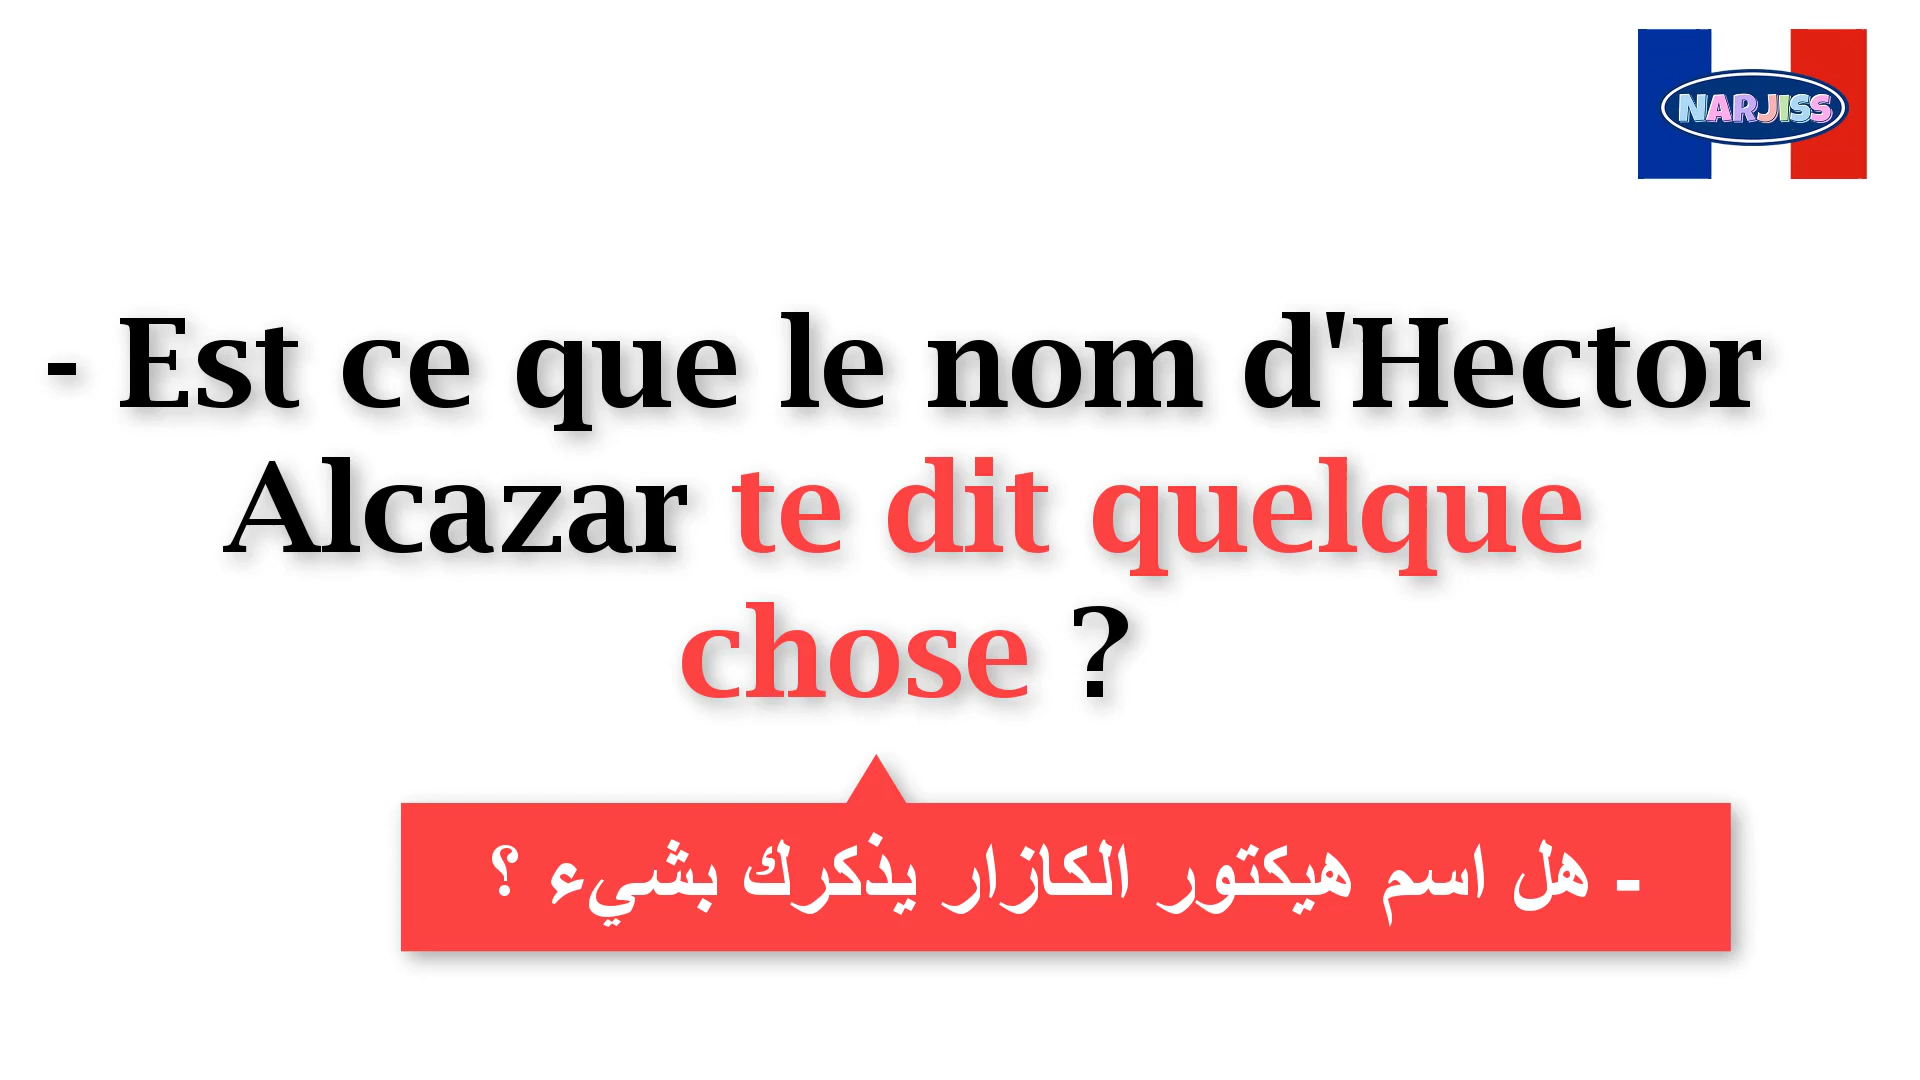 NARJISS
- Est ce que le nom d'Hector
Alcazar te dit quelque
chose ?
- هل اسم هيكتور الكازار يذكرك بشيء ؟